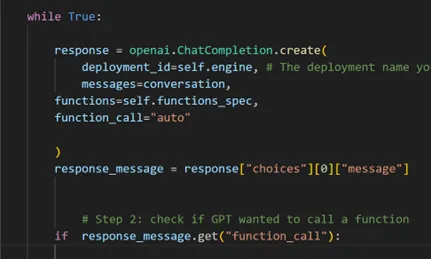 while True:
response = openai.ChatCompletion.create(
deployment_id=self.engine, # The deployment name yo
messages=conversation,
functions=self.functions_spec,
function_call="auto"
)
response_message = response["choices"][0]["message"]
# Step 2: check if GPT wanted to call a function
if response_message.get("function_call"):